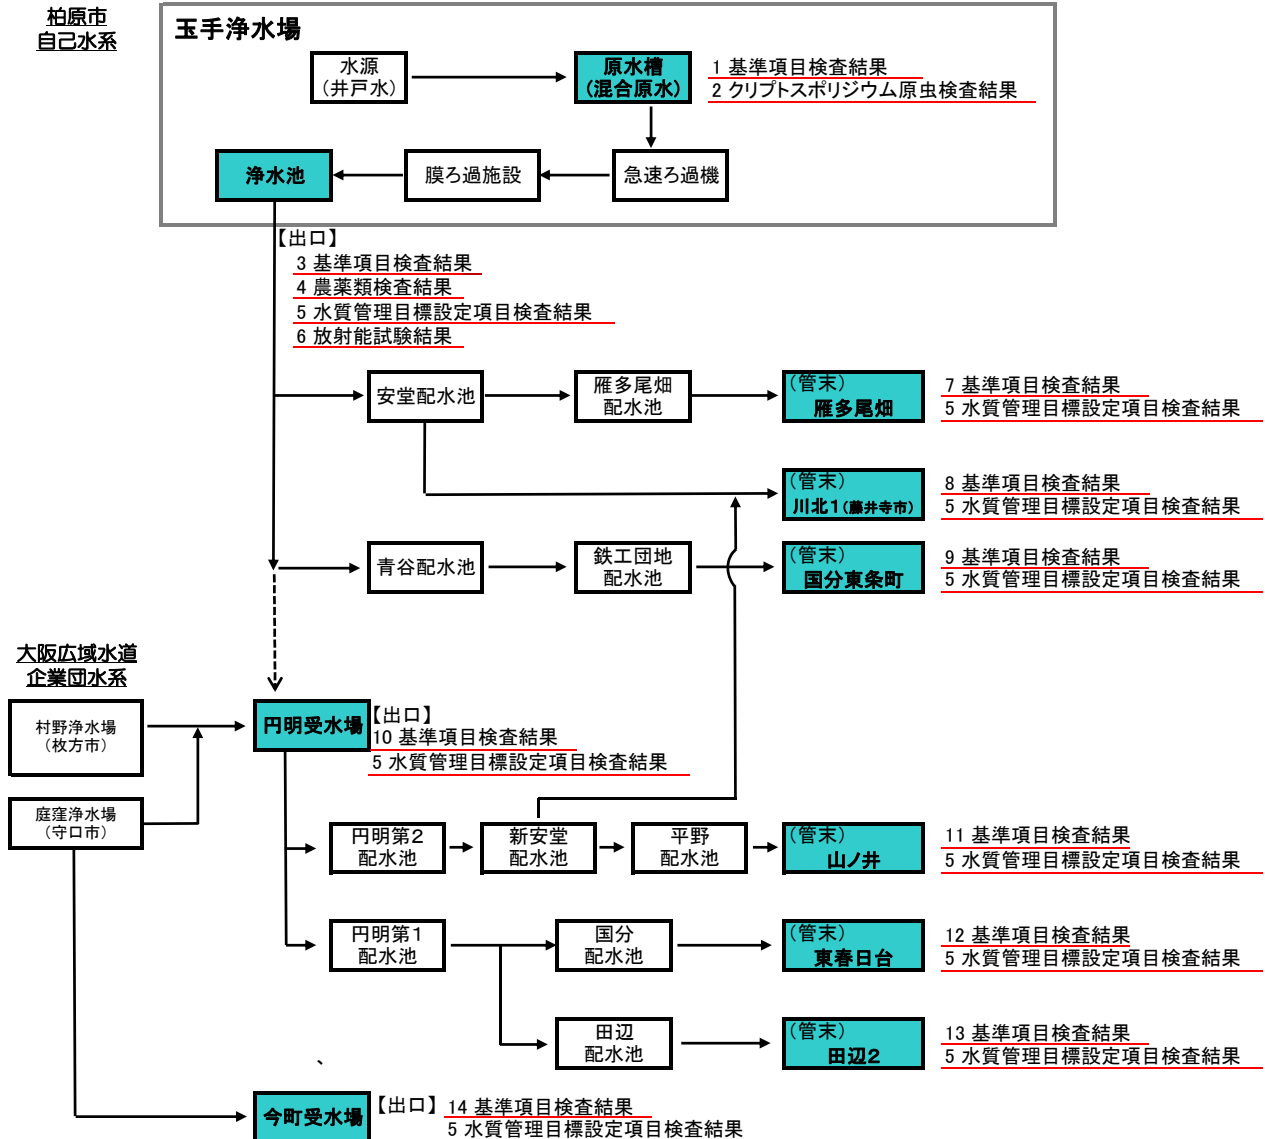 柏原市
自己水系
玉手浄水場
水源
(井戸水)
原水槽
(混合原水)
1 基準項目検査結果
2 クリプトスポリジウム原虫検査結果
浄水池
膜ろ過施設
急速ろ過機
【出口】
3 基準項目検査結果
4 農薬類検査結果
5 水質管理目標設定項目検査結果
6 放射能試験結果
安堂配水池
雁多尾畑
配水池
(管末)
雁多尾畑
7 基準項目検査結果
5 水質管理目標設定項目検査結果
(管末)
川北1(藤井寺市)
8 基準項目検査結果
5 水質管理目標設定項目検査結果
青谷配水池
鉄工団地
配水池
(管末)
国分東条町
9 基準項目検査結果
5 水質管理目標設定項目検査結果
大阪広域水道
企業団水系
村野浄水場
(枚方市)
円明受水場
【出口】
10 基準項目検査結果
5 水質管理目標設定項目検査結果
庭窪浄水場
(守口市)
円明第2
配水池
新安堂
配水池
平野
配水池
(管末)
山ノ井
11 基準項目検査結果
5 水質管理目標設定項目検査結果
円明第1
配水池
国分
配水池
(管末)
東春日台
12 基準項目検査結果
5 水質管理目標設定項目検査結果
田辺
配水池
(管末)
田辺2
13 基準項目検査結果
5 水質管理目標設定項目検査結果
、
今町受水場
【出口】
14 基準項目検査結果
5 水質管理目標設定項目検査結果